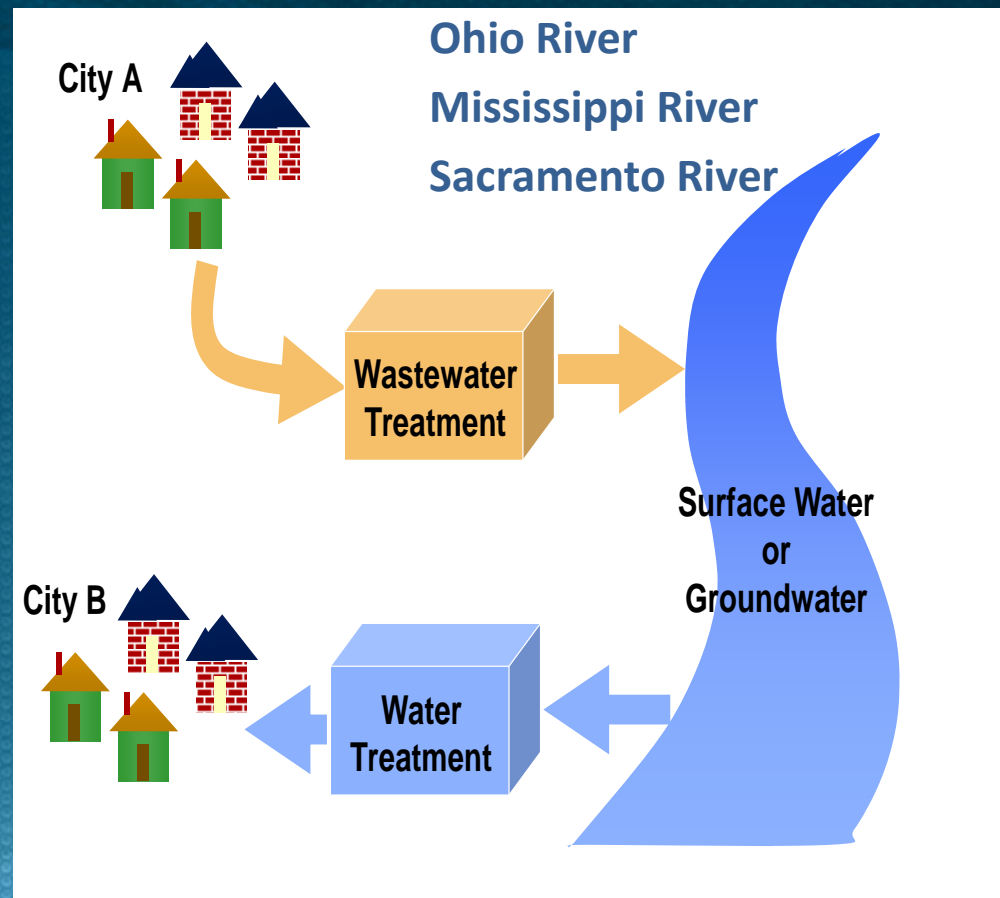 Ohio River
Mississippi River
Sacramento River
City A
Wastewater
Treatment
Surface Water
or
Groundwater
City B
Water
Treatment